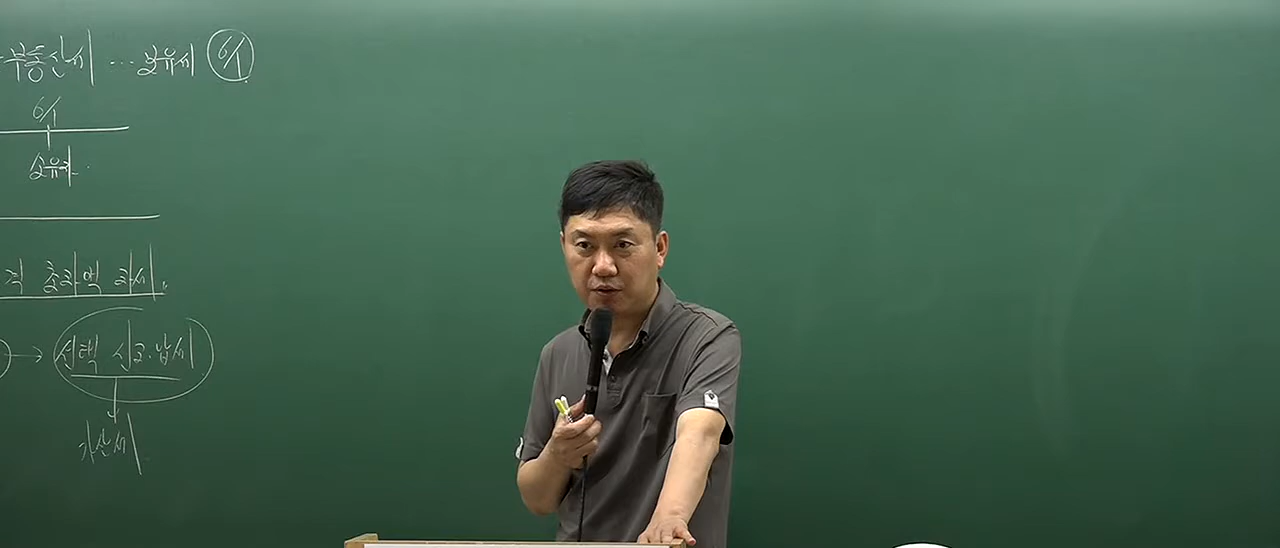 부동산세 … 보유세 6/1
6/1
소유자.
적 초과액 과세.
→ 선택 신고·납세
가산세